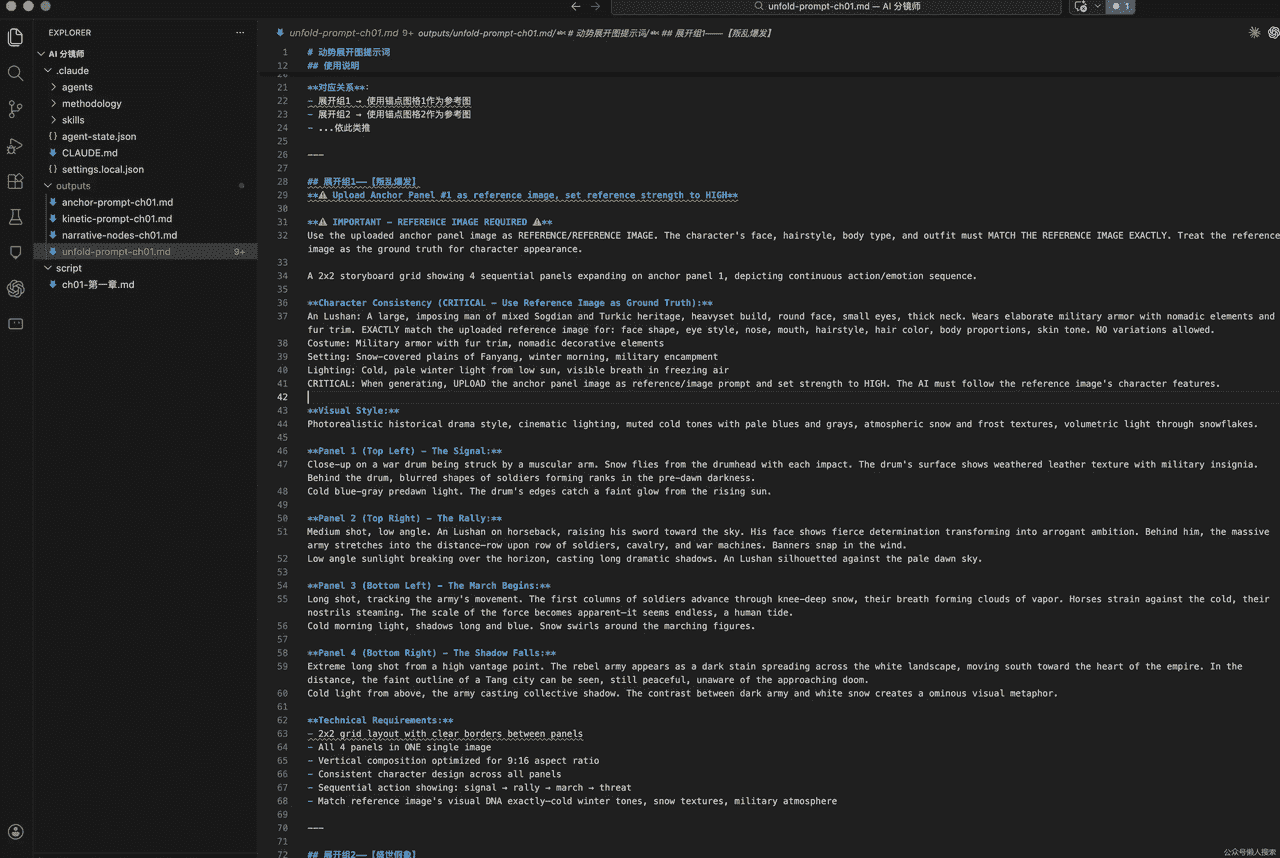 unfold-prompt-ch01.md — AI 分镜师
1
EXPLORER
AI 分镜师
.claude
agents
methodology
skills
{} agent-state.json
CLAUDE.md
{} settings.local.json
outputs
anchor-prompt-ch01.md
kinetic-prompt-ch01.md
narrative-nodes-ch01.md
unfold-prompt-ch01.md 9+
script
ch01-第一章.md
unfold-prompt-ch01.md 9+ outputs/unfold-prompt-ch01.md/ # 动势展开图提示词/ ## 展开组1——【叛乱爆发】
1 # 动势展开图提示词
12 ## 使用说明
21 **对应关系**:
22 - 展开组1 → 使用锚点图格1作为参考图
23 - 展开组2 → 使用锚点图格2作为参考图
24 - ...依此类推
25
26 ---
27
28 ## 展开组1——【叛乱爆发】
29 **⚠ Upload Anchor Panel #1 as reference image, set reference strength to HIGH**
30
31 **⚠ IMPORTANT - REFERENCE IMAGE REQUIRED ⚠**
32 Use the uploaded anchor panel image as REFERENCE/REFERENCE IMAGE. The character's face, hairstyle, body type, and outfit must MATCH THE REFERENCE IMAGE EXACTLY. Treat the reference
image as the ground truth for character appearance.
33
34 A 2x2 storyboard grid showing 4 sequential panels expanding on anchor panel 1, depicting continuous action/emotion sequence.
35
36 **Character Consistency (CRITICAL - Use Reference Image as Ground Truth):**
37 An Lushan: A large, imposing man of mixed Sogdian and Turkic heritage, heavyset build, round face, small eyes, thick neck. Wears elaborate military armor with nomadic elements and
fur trim. EXACTLY match the uploaded reference image for: face shape, eye style, nose, mouth, hairstyle, hair color, body proportions, skin tone. NO variations allowed.
38 Costume: Military armor with fur trim, nomadic decorative elements
39 Setting: Snow-covered plains of Fanyang, winter morning, military encampment
40 Lighting: Cold, pale winter light from low sun, visible breath in freezing air
41 CRITICAL: When generating, UPLOAD the anchor panel image as reference/image prompt and set strength to HIGH. The AI must follow the reference image's character features.
42
43 **Visual Style:**
44 Photorealistic historical drama style, cinematic lighting, muted cold tones with pale blues and grays, atmospheric snow and frost textures, volumetric light through snowflakes.
45
46 **Panel 1 (Top Left) - The Signal:**
47 Close-up on a war drum being struck by a muscular arm. Snow flies from the drumhead with each impact. The drum's surface shows weathered leather texture with military insignia.
Behind the drum, blurred shapes of soldiers forming ranks in the pre-dawn darkness.
48 Cold blue-gray predawn light. The drum's edges catch a faint glow from the rising sun.
49
50 **Panel 2 (Top Right) - The Rally:**
51 Medium shot, low angle. An Lushan on horseback, raising his sword toward the sky. His face shows fierce determination transforming into arrogant ambition. Behind him, the massive
army stretches into the distance—row upon row of soldiers, cavalry, and war machines. Banners snap in the wind.
52 Low angle sunlight breaking over the horizon, casting long dramatic shadows. An Lushan silhouetted against the pale dawn sky.
53
54 **Panel 3 (Bottom Left) - The March Begins:**
55 Long shot, tracking the army's movement. The first columns of soldiers advance through knee-deep snow, their breath forming clouds of vapor. Horses strain against the cold, their
nostrils steaming. The scale of the force becomes apparent—it seems endless, a human tide.
56 Cold morning light, shadows long and blue. Snow swirls around the marching figures.
57
58 **Panel 4 (Bottom Right) - The Shadow Falls:**
59 Extreme long shot from a high vantage point. The rebel army appears as a dark stain spreading across the white landscape, moving south toward the heart of the empire. In the
distance, the faint outline of a Tang city can be seen, still peaceful, unaware of the approaching doom.
60 Cold light from above, the army casting collective shadow. The contrast between dark army and white snow creates a ominous visual metaphor.
61
62 **Technical Requirements:**
63 - 2x2 grid layout with clear borders between panels
64 - All 4 panels in ONE single image
65 - Vertical composition optimized for 9:16 aspect ratio
66 - Consistent character design across all panels
67 - Sequential action showing: signal → rally → march → threat
68 - Match reference image's visual DNA exactly—cold winter tones, snow textures, military atmosphere
69
70 ---
71
72 ## 展开组2——【盛世假象】
公众号懒人搜索